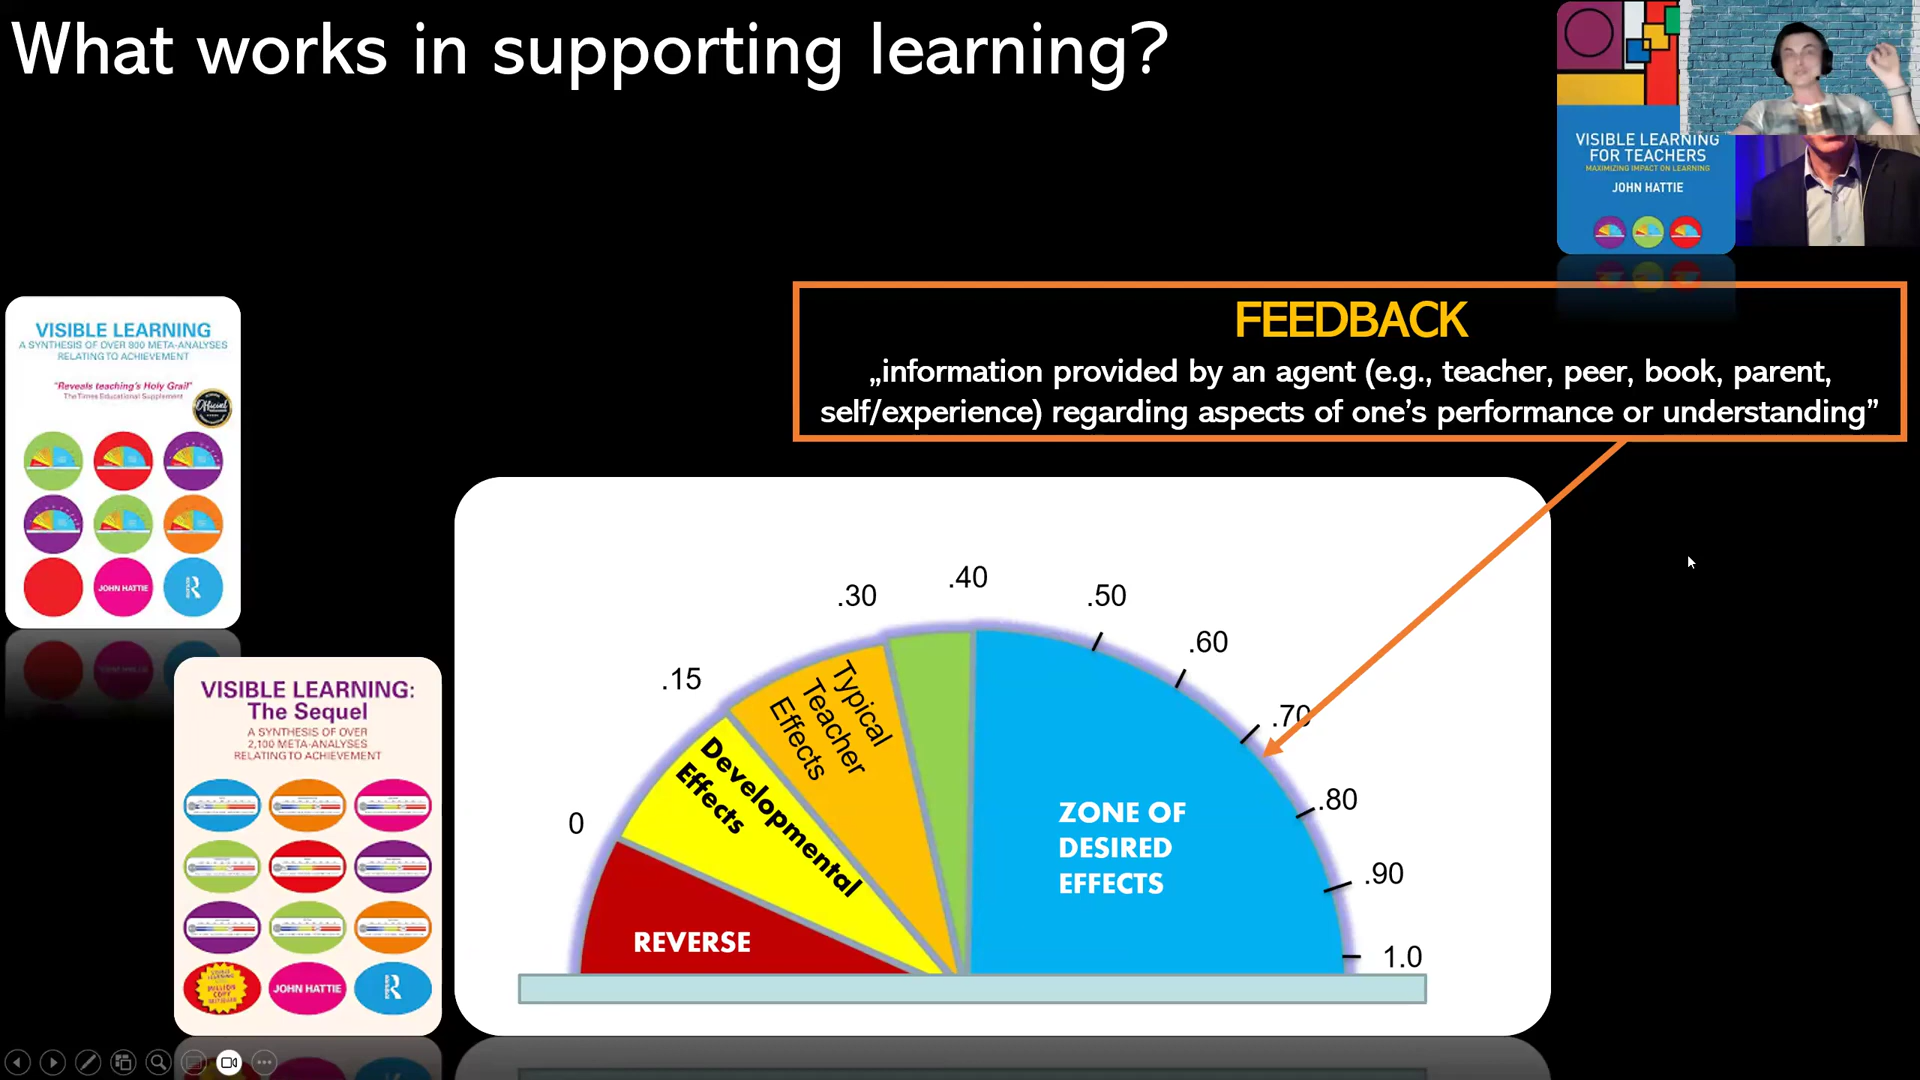 What works in supporting learning?
VISIBLE LEARNING
FOR TEACHERS
MAXIMIZING IMPACT ON LEARNING
JOHN HATTIE
FEEDBACK
„information provided by an agent (e.g., teacher, peer, book, parent,
self/experience) regarding aspects of one’s performance or understanding”
VISIBLE LEARNING
A SYNTHESIS OF OVER 800 META-ANALYSES
RELATING TO ACHIEVEMENT
"Reveals teaching's Holy Grail"
The Times Educational Supplement
JOHN HATTIE
R
VISIBLE LEARNING:
The Sequel
A SYNTHESIS OF OVER
2,100 META-ANALYSES
RELATING TO ACHIEVEMENT
JOHN HATTIE
R
0
.15
.30
.40
.50
.60
.70
.80
.90
1.0
REVERSE
Developmental
Effects
Typical
Teacher
Effects
ZONE OF
DESIRED
EFFECTS